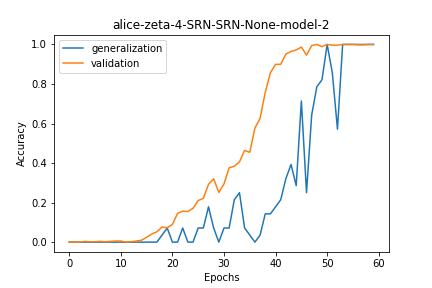 alice-zeta-4-SRN-SRN-None-model-2
generalization
validation
Accuracy
1.0
0.8
0.6
0.4
0.2
0.0
0 10 20 30 40 50 60
Epochs